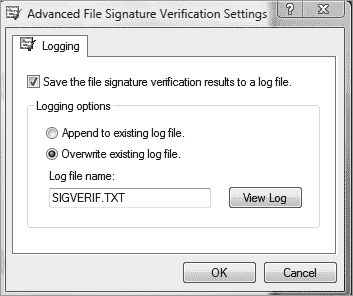 Advanced File Signature Verification Settings
Logging
Save the file signature verification results to a log file.
Logging options
Append to existing log file.
Overwrite existing log file.
Log file name:
SIGVERIF.TXT
View Log
OK
Cancel